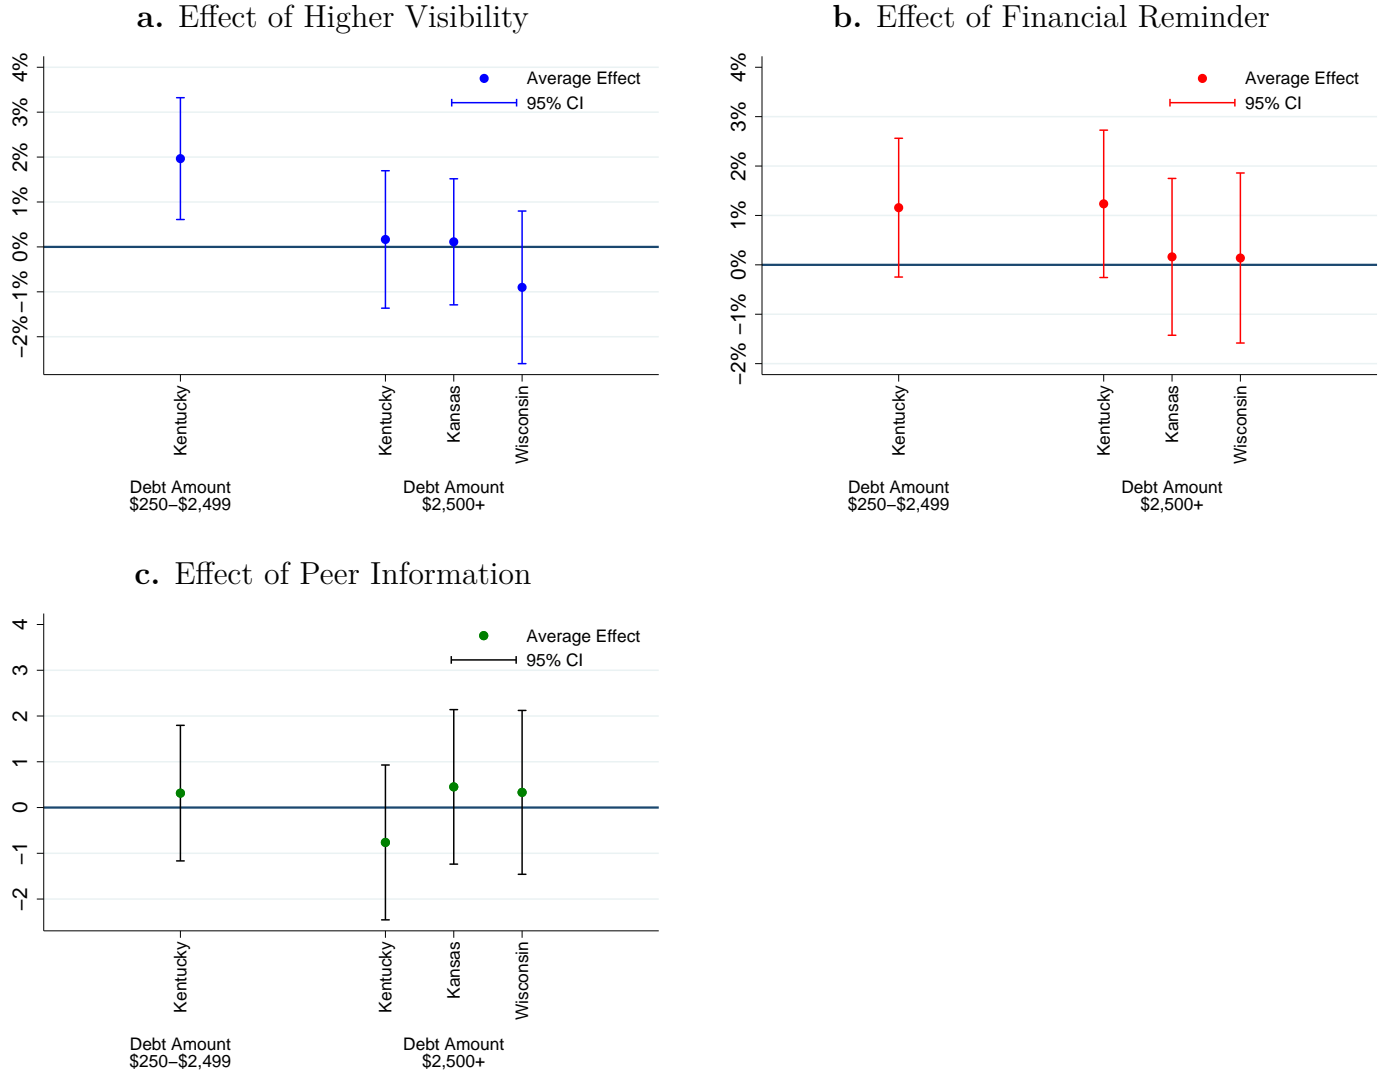 a. Effect of Higher Visibility
4%
3%
2%
1%
0%
−1%
−2%
Average Effect
95% CI
Kentucky
Kentucky
Kansas
Wisconsin
Debt Amount
$250−$2,499
Debt Amount
$2,500+
b. Effect of Financial Reminder
4%
3%
2%
1%
0%
−1%
−2%
Average Effect
95% CI
Kentucky
Kentucky
Kansas
Wisconsin
Debt Amount
$250−$2,499
Debt Amount
$2,500+
c. Effect of Peer Information
4
3
2
1
0
−1
−2
Average Effect
95% CI
Kentucky
Kentucky
Kansas
Wisconsin
Debt Amount
$250−$2,499
Debt Amount
$2,500+